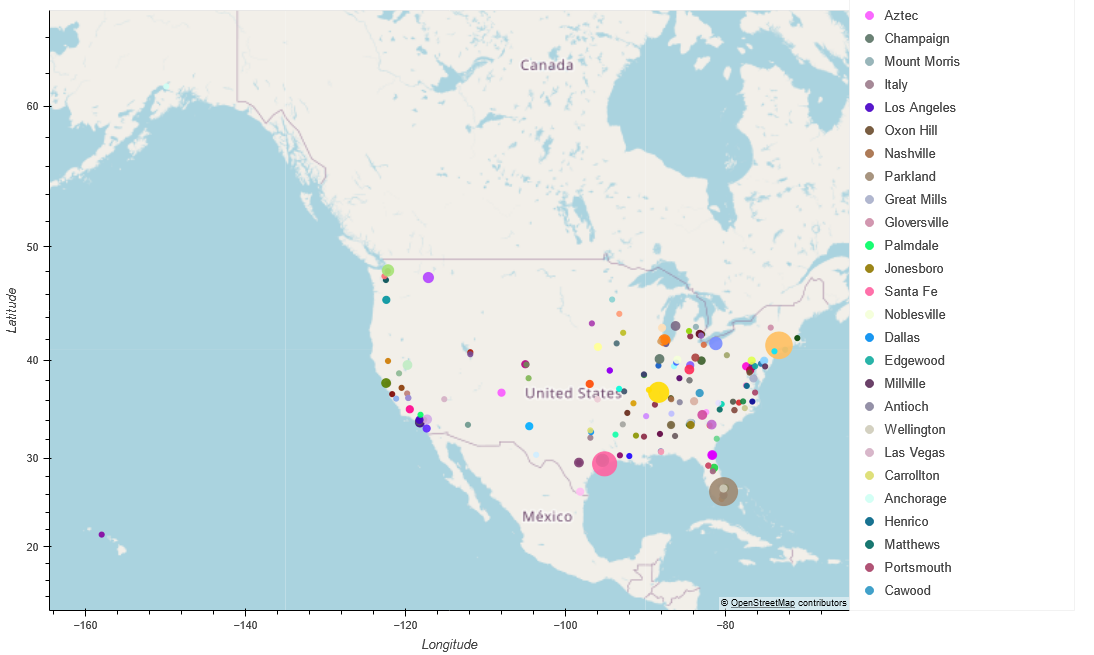 Canada
United States
México
60
50
40
30
20
Latitude
−160
−140
−120
−100
−80
Longitude
© OpenStreetMap contributors
Aztec
Champaign
Mount Morris
Italy
Los Angeles
Oxon Hill
Nashville
Parkland
Great Mills
Gloversville
Palmdale
Jonesboro
Santa Fe
Noblesville
Dallas
Edgewood
Millville
Antioch
Wellington
Las Vegas
Carrollton
Anchorage
Henrico
Matthews
Portsmouth
Cawood